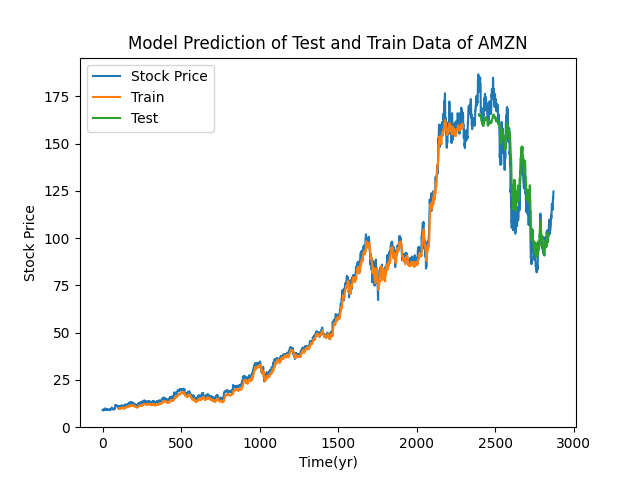 Model Prediction of Test and Train Data of AMZN
Stock Price
Train
Test
Stock Price
175
150
125
100
75
50
25
0
0 500 1000 1500 2000 2500 3000
Time(yr)